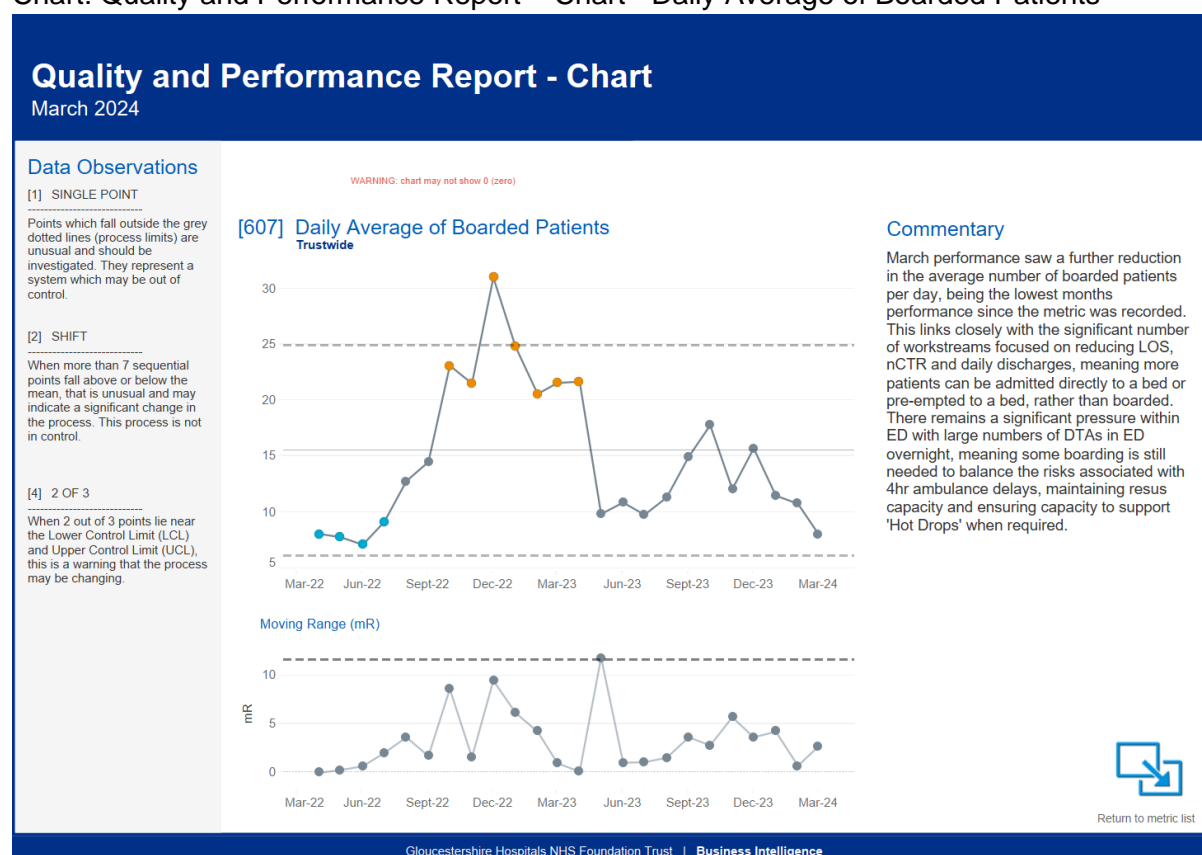 Chart: Quality and Performance Report – Chart - Daily Average of Boarded Patients
Quality and Performance Report - Chart
March 2024
Data Observations
[1] SINGLE POINT
----------------------------
Points which fall outside the grey
dotted lines (process limits) are
unusual and should be
investigated. They represent a
system which may be out of
control.
[2] SHIFT
----------------------------
When more than 7 sequential
points fall above or below the
mean, that is unusual and may
indicate a significant change in
the process. This process is not
in control.
[4] 2 OF 3
----------------------------
When 2 out of 3 points lie near
the Lower Control Limit (LCL)
and Upper Control Limit (UCL),
this is a warning that the process
may be changing.
WARNING: chart may not show 0 (zero)
[607] Daily Average of Boarded Patients
Trustwide
30
25
20
15
10
5
Mar-22 Jun-22 Sept-22 Dec-22 Mar-23 Jun-23 Sept-23 Dec-23 Mar-24
Moving Range (mR)
mR
10
5
0
Mar-22 Jun-22 Sept-22 Dec-22 Mar-23 Jun-23 Sept-23 Dec-23 Mar-24
Commentary
March performance saw a further reduction
in the average number of boarded patients
per day, being the lowest months
performance since the metric was recorded.
This links closely with the significant number
of workstreams focused on reducing LOS,
nCTR and daily discharges, meaning more
patients can be admitted directly to a bed or
pre-empted to a bed, rather than boarded.
There remains a significant pressure within
ED with large numbers of DTAs in ED
overnight, meaning some boarding is still
needed to balance the risks associated with
4hr ambulance delays, maintaining resus
capacity and ensuring capacity to support
'Hot Drops' when required.
Return to metric list
Gloucestershire Hospitals NHS Foundation Trust | Business Intelligence